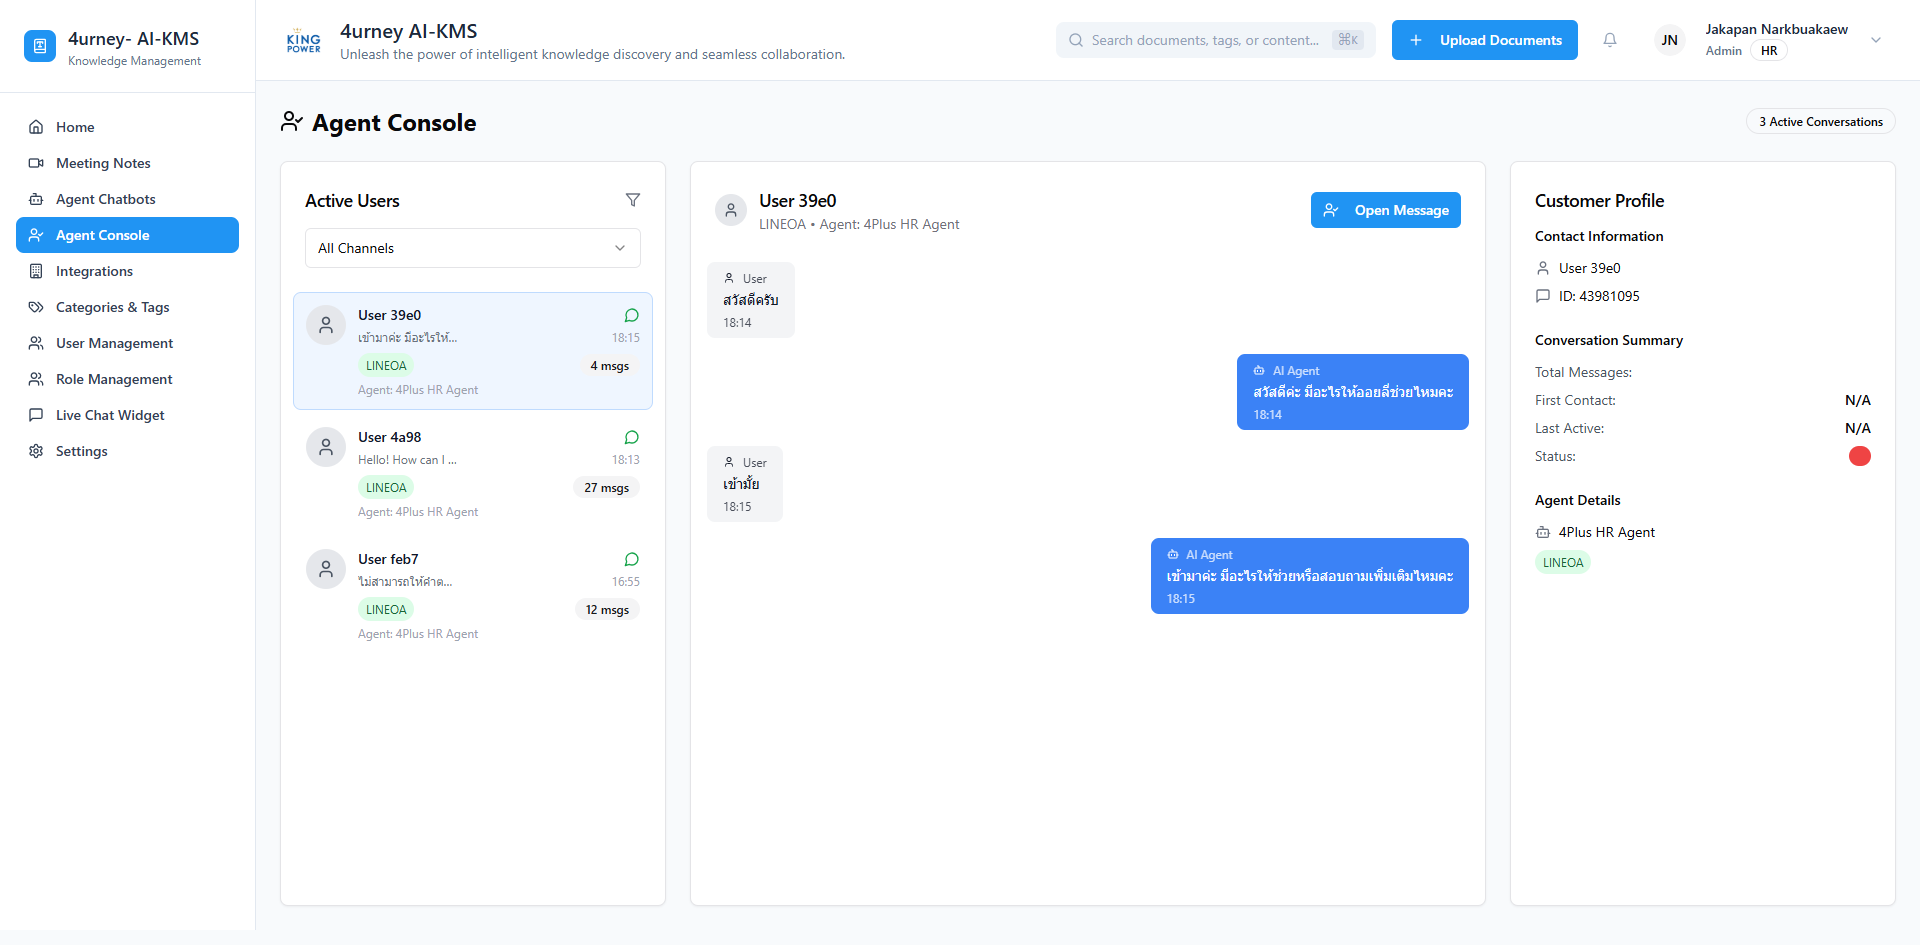 4urney- AI-KMS
Knowledge Management
Home
Meeting Notes
Agent Chatbots
Agent Console
Integrations
Categories & Tags
User Management
Role Management
Live Chat Widget
Settings
KING
POWER
4urney AI-KMS
Unleash the power of intelligent knowledge discovery and seamless collaboration.
Search documents, tags, or content...
⌘K
Upload Documents
JN
Jakapan Narkbuakaew
Admin HR
Agent Console
3 Active Conversations
Active Users
All Channels
User 39e0
เข้ามาค่ะ มีอะไรให้...
18:15
LINEOA
4 msgs
Agent: 4Plus HR Agent
User 4a98
Hello! How can I ...
18:13
LINEOA
27 msgs
Agent: 4Plus HR Agent
User feb7
ไม่สามารถให้คำต...
16:55
LINEOA
12 msgs
Agent: 4Plus HR Agent
User 39e0
LINEOA • Agent: 4Plus HR Agent
Open Message
User
สวัสดีครับ
18:14
AI Agent
สวัสดีค่ะ มีอะไรให้ออยลี่ช่วยไหมคะ
18:14
User
เข้ามั้ย
18:15
AI Agent
เข้ามาค่ะ มีอะไรให้ช่วยหรือสอบถามเพิ่มเติมไหมคะ
18:15
Customer Profile
Contact Information
User 39e0
ID: 43981095
Conversation Summary
Total Messages:
First Contact: N/A
Last Active: N/A
Status:
Agent Details
4Plus HR Agent
LINEOA